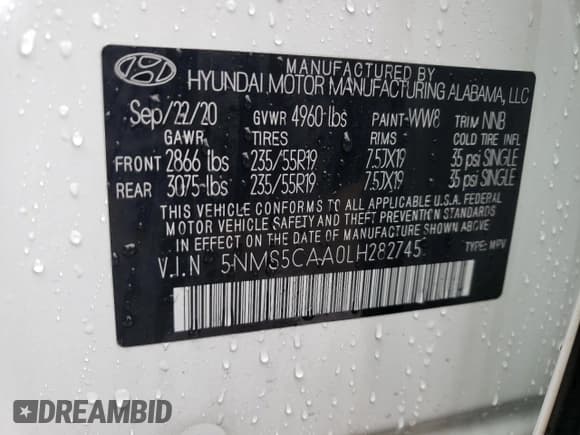 MANUFACTURED BY
HYUNDAI MOTOR MANUFACTURING ALABAMA, LLC
Sep/22/20 GVWR 4960 lbs PAINT-WW8 TRIM NNB
GAWR TIRES RIMS COLD TIRE INFL
FRONT 2866 lbs 235/55R19 7.5JX19 35 psi SINGLE
REAR 3075 lbs 235/55R19 7.5JX19 35 psi SINGLE
THIS VEHICLE CONFORMS TO ALL APPLICABLE U.S.A. FEDERAL
MOTOR VEHICLE SAFETY AND THEFT PREVENTION STANDARDS
IN EFFECT ON THE DATE OF MANUFACTURE SHOWN ABOVE.
V.I.N 5NMS5CAA0LH282745 TYPE: MPV
DREAMBID